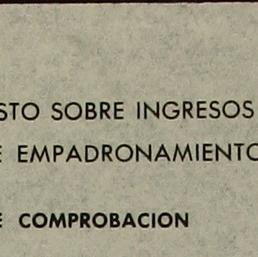 STO SOBRE INGRESOS
E EMPADRONAMIENTO
E COMPROBACION